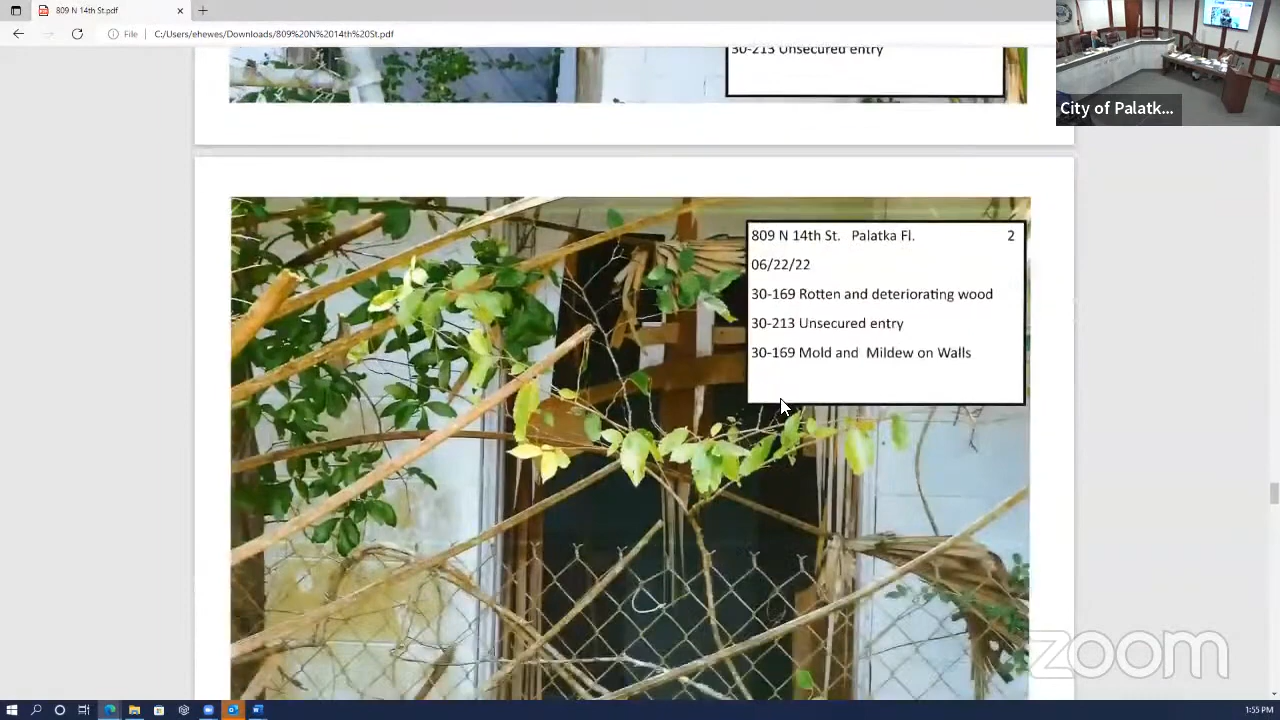 809 N 14th St.pdf
File
C:/Users/ehewes/Downloads/809%20N%2014th%20St.pdf
30-213 Unsecured entry
City of Palatk...
809 N 14th St. Palatka Fl. 2
06/22/22
30-169 Rotten and deteriorating wood
30-213 Unsecured entry
30-169 Mold and Mildew on Walls
zoom
1:55 PM